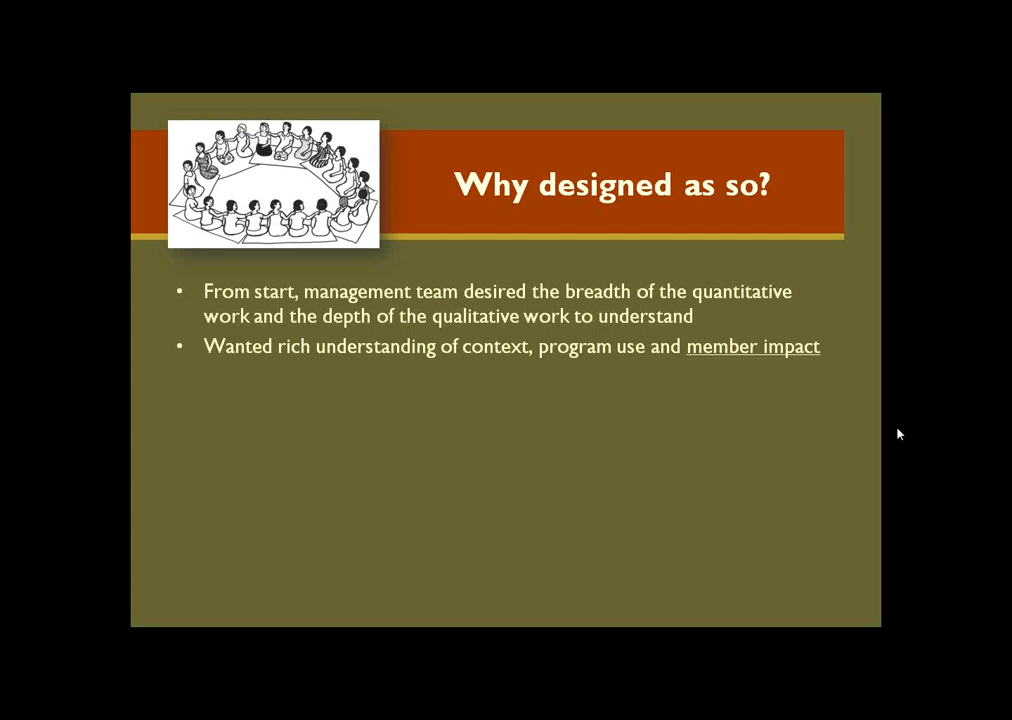 Why designed as so?
• From start, management team desired the breadth of the quantitative
work and the depth of the qualitative work to understand
• Wanted rich understanding of context, program use and member impact